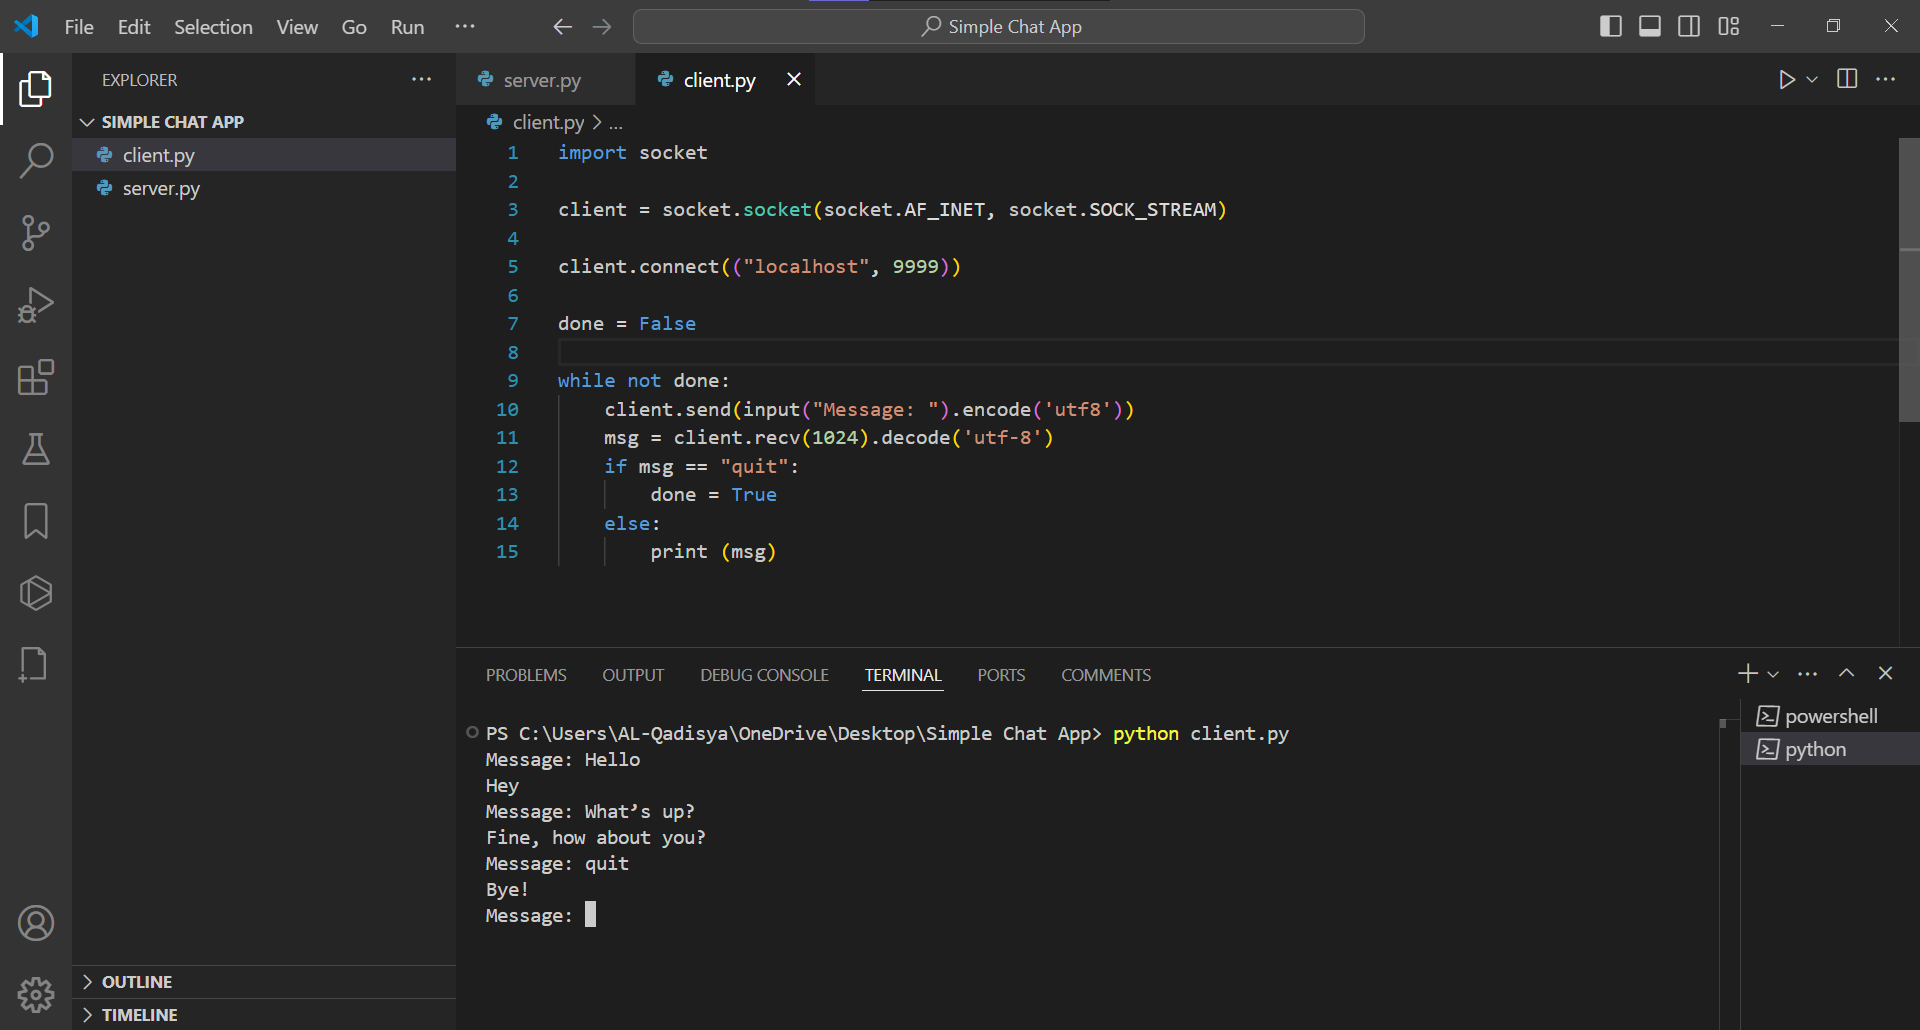 File Edit Selection View Go Run ···
Simple Chat App
EXPLORER ···
SIMPLE CHAT APP
client.py
server.py
OUTLINE
TIMELINE
server.py
client.py
client.py > ...
1 import socket
2
3 client = socket.socket(socket.AF_INET, socket.SOCK_STREAM)
4
5 client.connect(("localhost", 9999))
6
7 done = False
8
9 while not done:
10     client.send(input("Message: ").encode('utf8'))
11     msg = client.recv(1024).decode('utf-8')
12     if msg == "quit":
13         done = True
14     else:
15         print (msg)
PROBLEMS OUTPUT DEBUG CONSOLE TERMINAL PORTS COMMENTS
PS C:\Users\AL-Qadisya\OneDrive\Desktop\Simple Chat App> python client.py
Message: Hello
Hey
Message: What’s up?
Fine, how about you?
Message: quit
Bye!
Message:
powershell
python